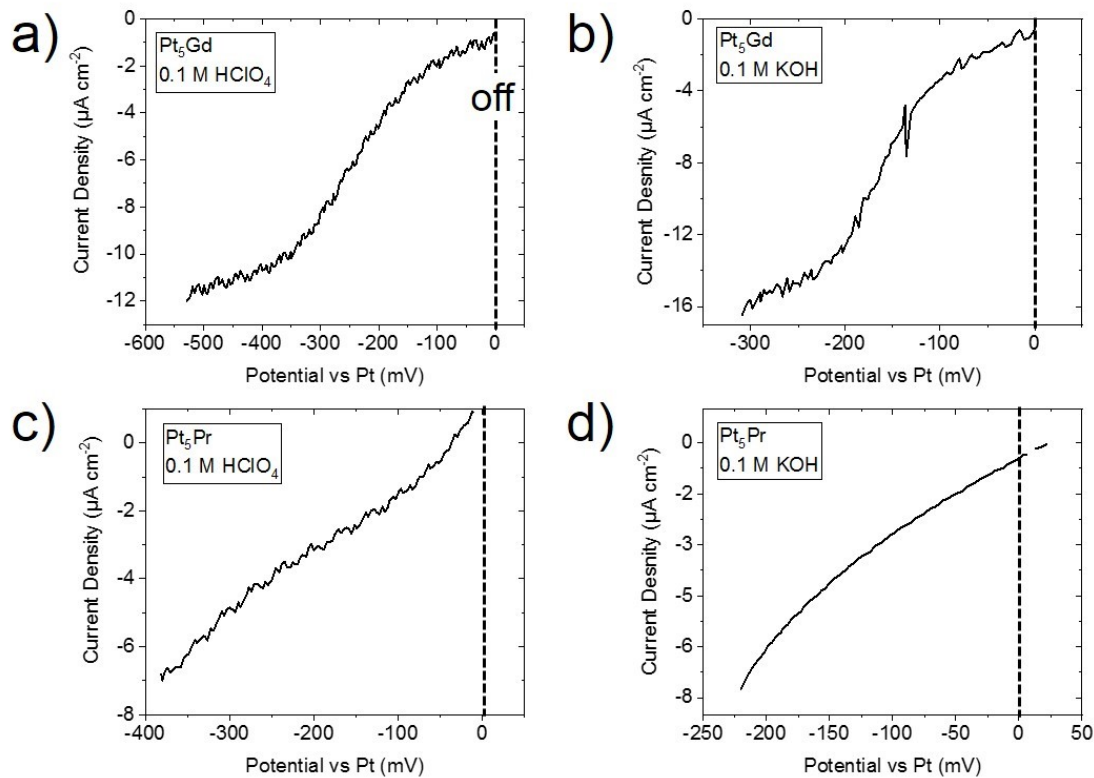 a)
Current Density (µA cm⁻²)
0
-2
-4
-6
-8
-10
-12
Pt₅Gd
0.1 M HClO₄
off
-600 -500 -400 -300 -200 -100 0
Potential vs Pt (mV)
b)
Current Desnity (µA cm⁻²)
0
-4
-8
-12
-16
Pt₅Gd
0.1 M KOH
-300 -200 -100 0
Potential vs Pt (mV)
c)
Current Density (µA cm⁻²)
0
-2
-4
-6
-8
Pt₅Pr
0.1 M HClO₄
-400 -300 -200 -100 0
Potential vs Pt (mV)
d)
Current Desnity (µA cm⁻²)
0
-2
-3
-5
-6
-8
Pt₅Pr
0.1 M KOH
-250 -200 -150 -100 -50 0 50
Potential vs Pt (mV)